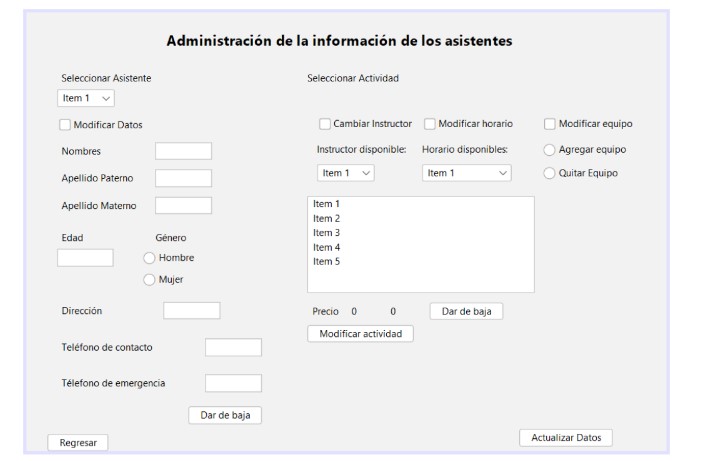 Administración de la información de los asistentes
Seleccionar Asistente
Item 1
Modificar Datos
Nombres
Apellido Paterno
Apellido Materno
Edad
Género
Hombre
Mujer
Dirección
Teléfono de contacto
Télefono de emergencia
Dar de baja
Regresar
Seleccionar Actividad
Cambiar Instructor
Modificar horario
Modificar equipo
Instructor disponible:
Horario disponibles:
Agregar equipo
Item 1
Item 1
Quitar Equipo
Item 1
Item 2
Item 3
Item 4
Item 5
Precio 0 0
Dar de baja
Modificar actividad
Actualizar Datos